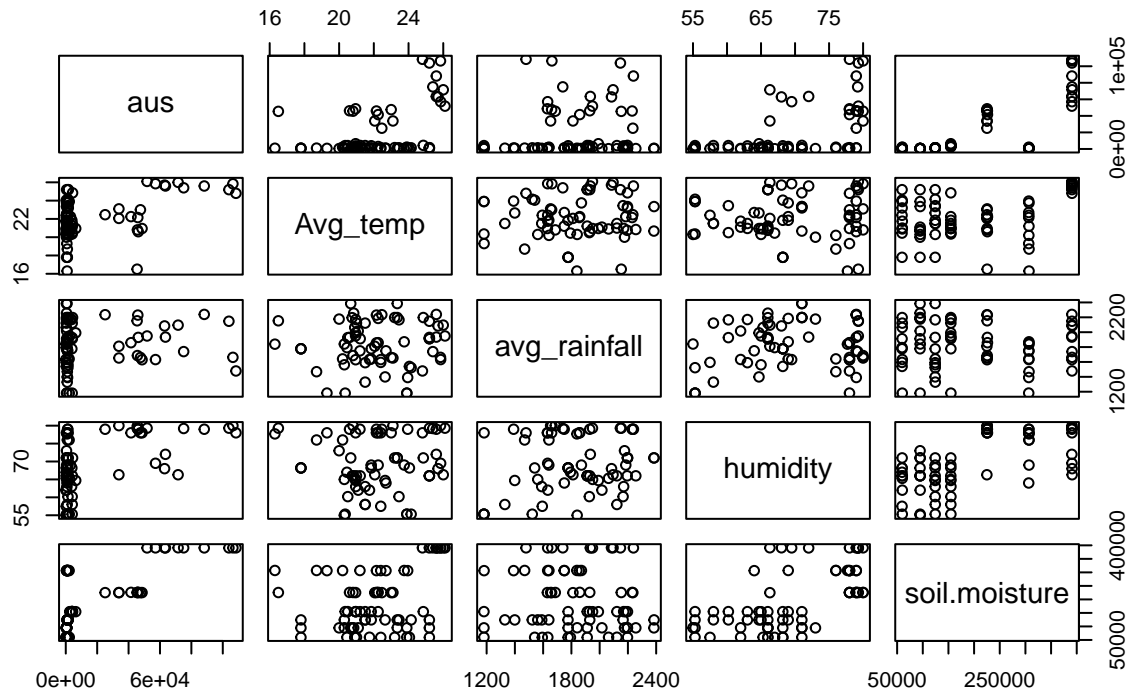 16 20 24 55 65 75
aus
0e+00 1e+05
16 22
Avg_temp
avg_rainfall
1200 2200
55 70
humidity
soil.moisture
50000 400000
0e+00 6e+04 1200 1800 2400 50000 250000